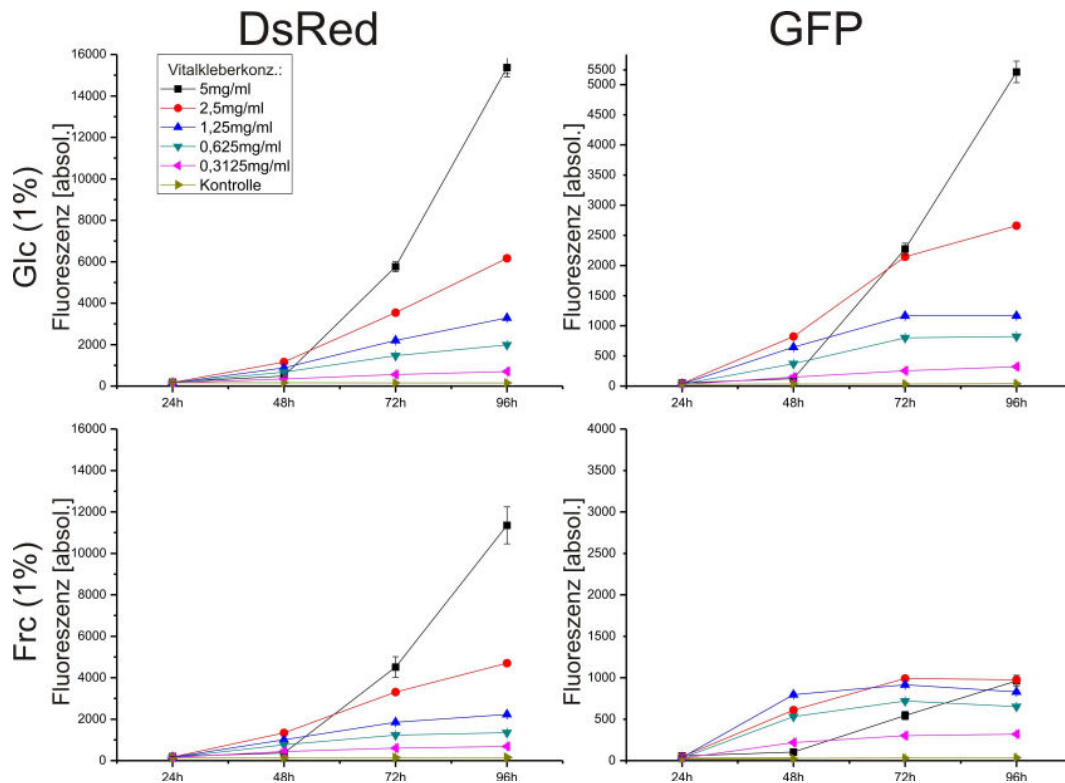 DsRed
GFP
Glc (1%)
Fluoreszenz [absol.]
16000
14000
12000
10000
8000
6000
4000
2000
0
Vitalkleberkonz.:
5mg/ml
2,5mg/ml
1,25mg/ml
0,625mg/ml
0,3125mg/ml
Kontrolle
24h 48h 72h 96h
Fluoreszenz [absol.]
5500
5000
4500
4000
3500
3000
2500
2000
1500
1000
500
0
24h 48h 72h 96h
Frc (1%)
Fluoreszenz [absol.]
16000
14000
12000
10000
8000
6000
4000
2000
0
24h 48h 72h 96h
Fluoreszenz [absol.]
4000
3500
3000
2500
2000
1500
1000
500
0
24h 48h 72h 96h